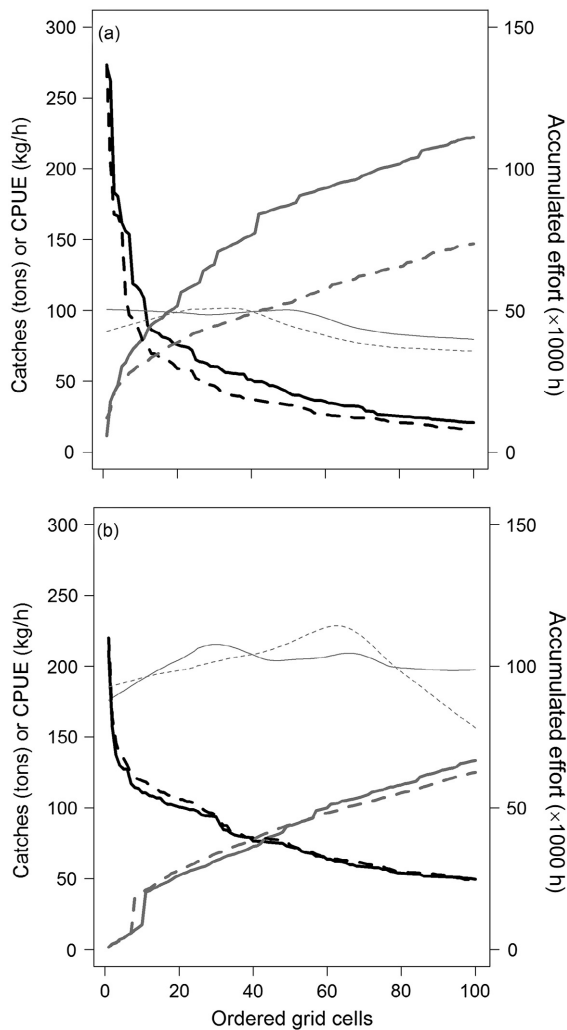 (a)
300
250
200
150
100
50
0
Catches (tons) or CPUE (kg/h)
150
100
50
0
Accumulated effort (×1000 h)
(b)
300
250
200
150
100
50
0
Catches (tons) or CPUE (kg/h)
150
100
50
0
Accumulated effort (×1000 h)
0 20 40 60 80 100
Ordered grid cells